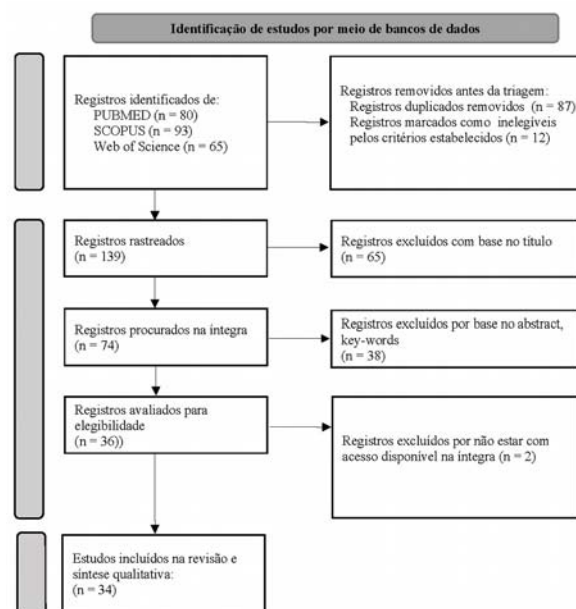 Identificação de estudos por meio de bancos de dados
Registros identificados de:
PUBMED (n = 80)
SCOPUS (n = 93)
Web of Science (n = 65)
Registros removidos antes da triagem:
Registros duplicados removidos (n = 87)
Registros marcados como inelegíveis
pelos critérios estabelecidos (n = 12)
Registros rastreados
(n = 139)
Registros excluídos com base no título
(n = 65)
Registros procurados na íntegra
(n = 74)
Registros excluídos por base no abstract,
key-words
(n = 38)
Registros avaliados para
elegibilidade
(n = 36))
Registros excluídos por não estar com
acesso disponível na íntegra (n = 2)
Estudos incluídos na revisão e
síntese qualitativa:
(n = 34)